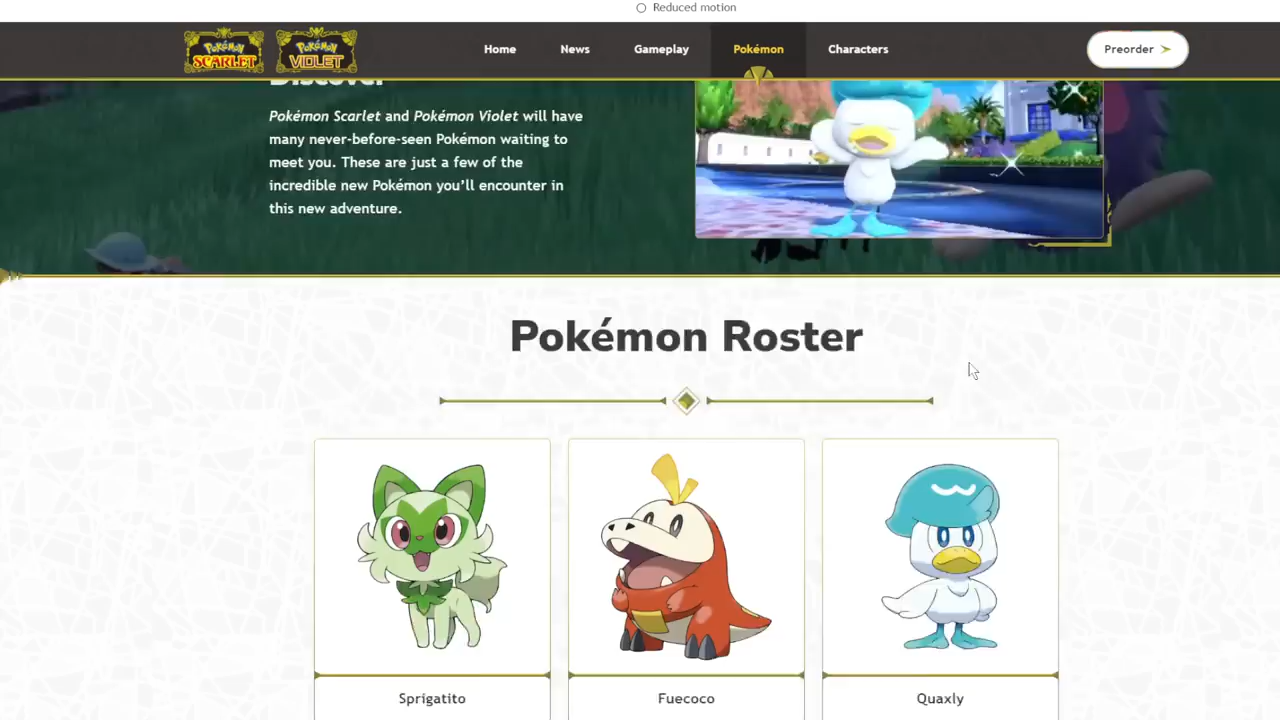 Reduced motion
Pokémon SCARLET
Pokémon VIOLET
Home
News
Gameplay
Pokémon
Characters
Preorder
Discover
Pokémon Scarlet and Pokémon Violet will have
many never-before-seen Pokémon waiting to
meet you. These are just a few of the
incredible new Pokémon you'll encounter in
this new adventure.
Pokémon Roster
Sprigatito
Fuecoco
Quaxly